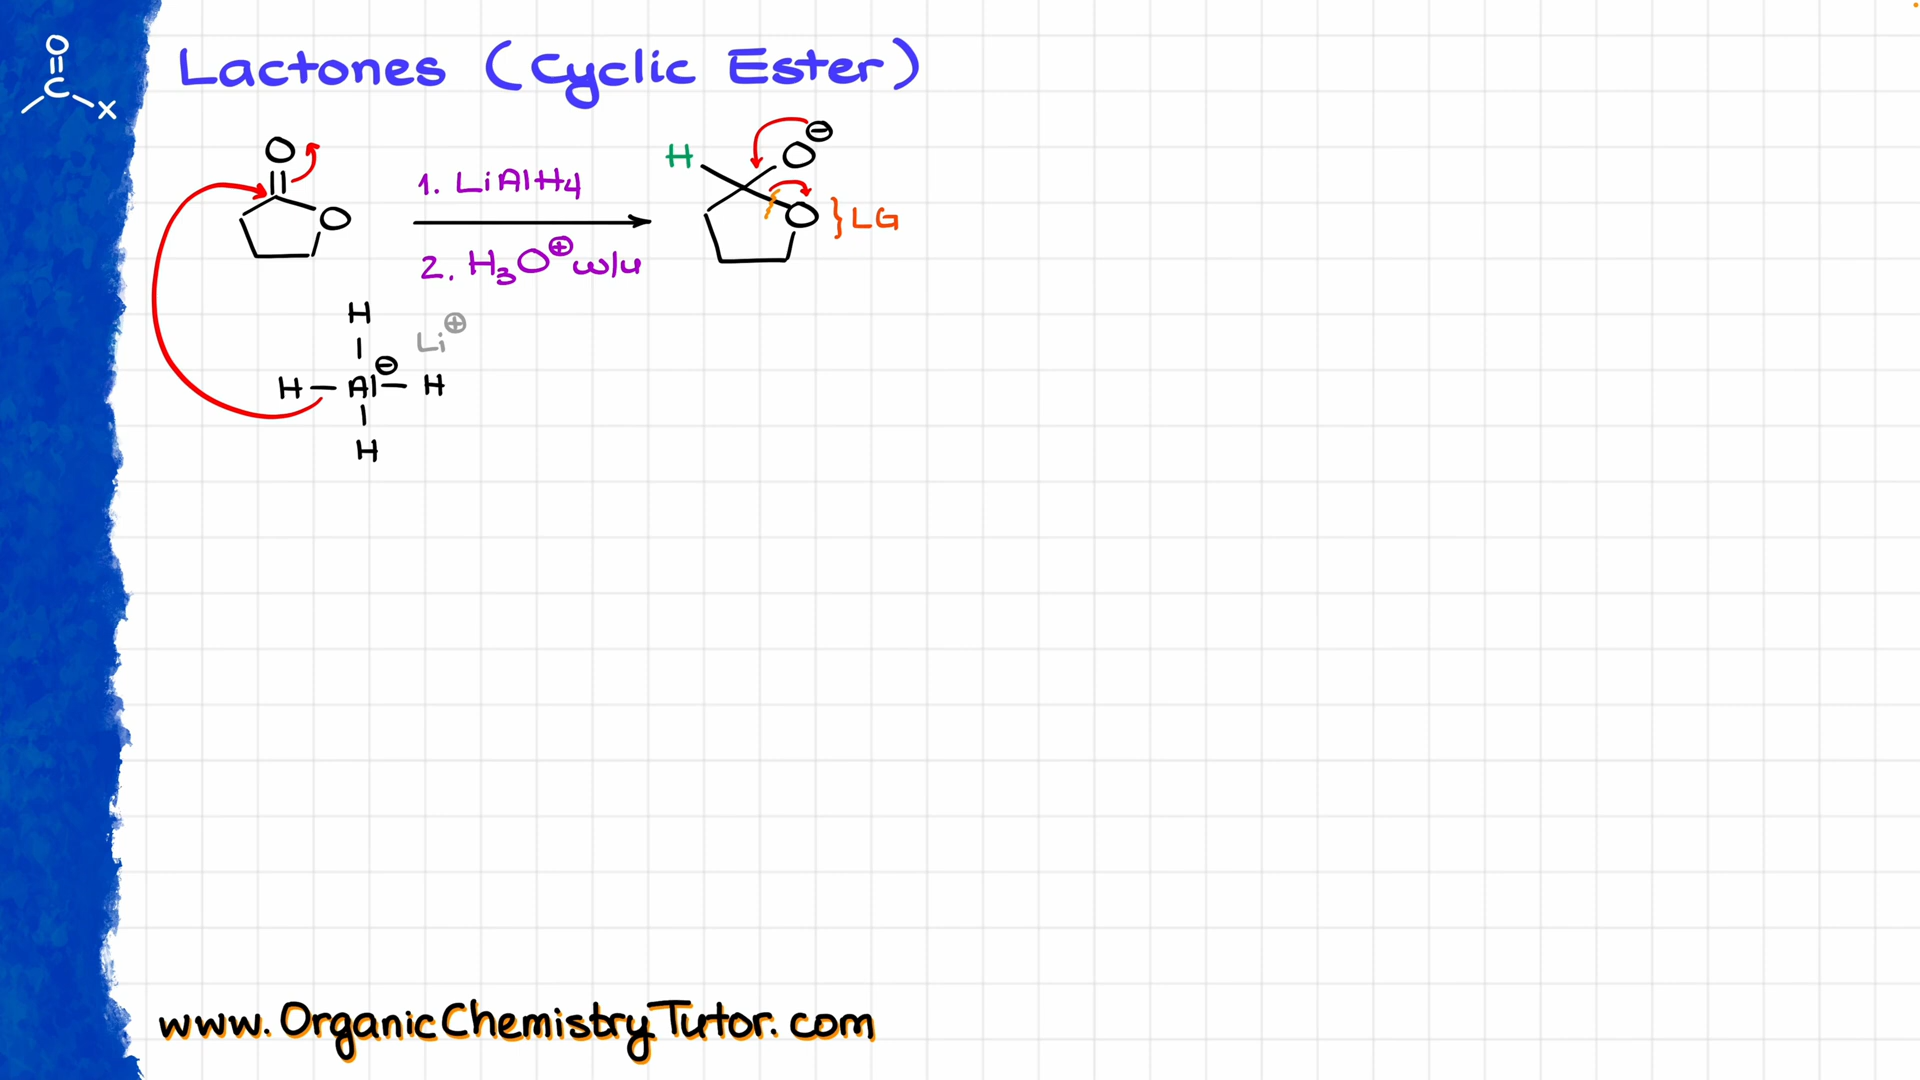 Lactones (Cyclic Ester)
O
C
X
O
O
1. LiAlH4
2. H3O⊕ w/u
H
O⊖
O } LG
H
Li⊕
H – Al⊖ – H
H
www.OrganicChemistryTutor.com